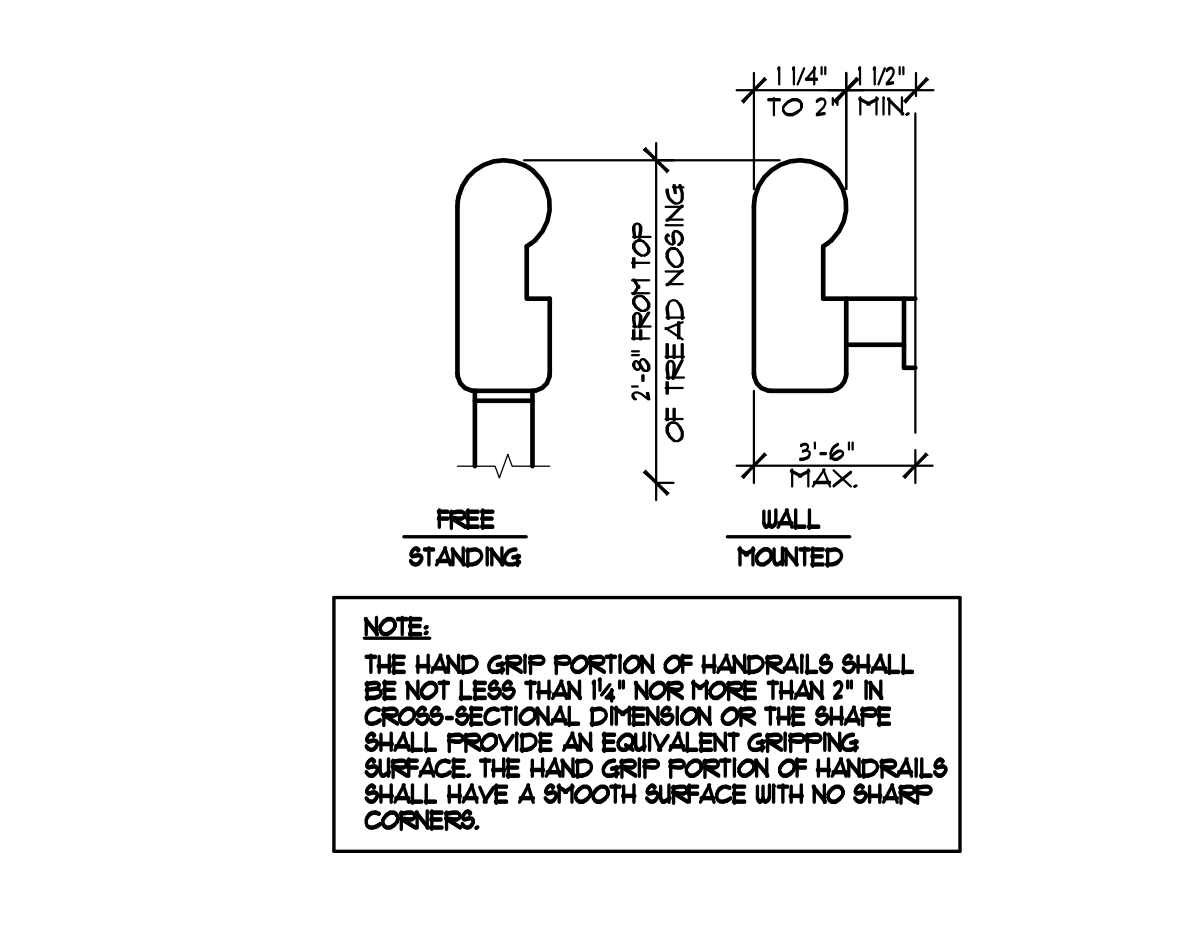 1 1/4"
TO 2"
1 1/2"
MIN.
2'-8" FROM TOP
OF TREAD NOSING
3'-6"
MAX.
FREE
STANDING
WALL
MOUNTED
NOTE:
THE HAND GRIP PORTION OF HANDRAILS SHALL
BE NOT LESS THAN 1¼" NOR MORE THAN 2" IN
CROSS-SECTIONAL DIMENSION OR THE SHAPE
SHALL PROVIDE AN EQUIVALENT GRIPPING
SURFACE. THE HAND GRIP PORTION OF HANDRAILS
SHALL HAVE A SMOOTH SURFACE WITH NO SHARP
CORNERS.